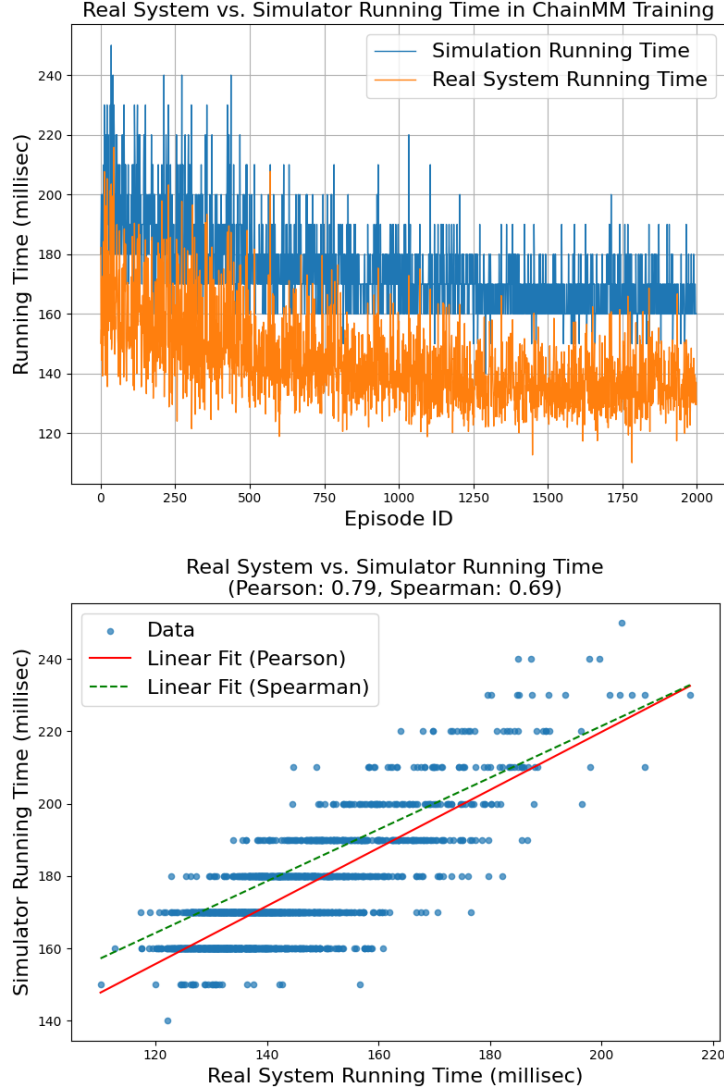 Real System vs. Simulator Running Time in ChainMM Training
Simulation Running Time
Real System Running Time
240
220
200
180
160
140
120
Running Time (millisec)
0
250
500
750
1000
1250
1500
1750
2000
Episode ID
Real System vs. Simulator Running Time
(Pearson: 0.79, Spearman: 0.69)
Data
Linear Fit (Pearson)
Linear Fit (Spearman)
240
220
200
180
160
140
Simulator Running Time (millisec)
120
140
160
180
200
220
Real System Running Time (millisec)